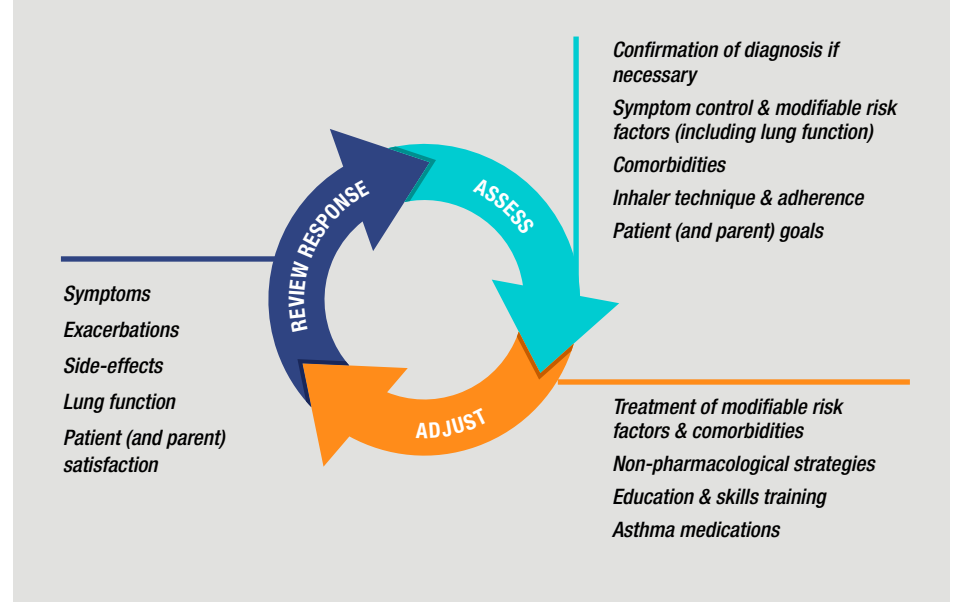 Confirmation of diagnosis if
necessary
Symptom control & modifiable risk
factors (including lung function)
Comorbidities
Inhaler technique & adherence
Patient (and parent) goals
ASSESS
REVIEW RESPONSE
Symptoms
Exacerbations
Side-effects
Lung function
Patient (and parent)
satisfaction
ADJUST
Treatment of modifiable risk
factors & comorbidities
Non-pharmacological strategies
Education & skills training
Asthma medications